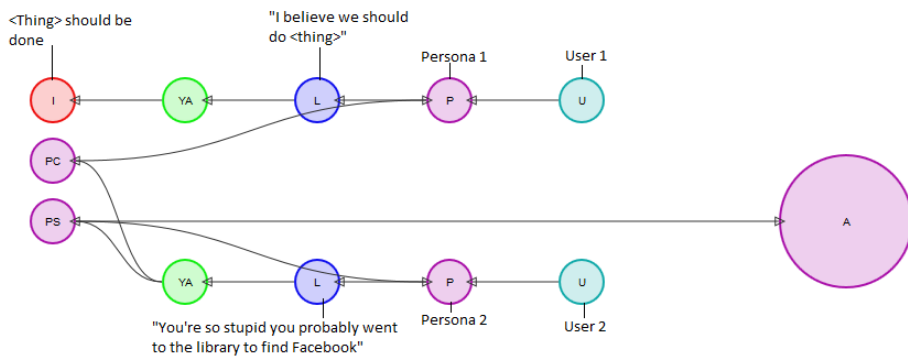 <Thing> should be
done
"I believe we should
do <thing>"
Persona 1
User 1
I
YA
L
P
U
PC
PS
A
YA
L
P
U
"You're so stupid you probably went
to the library to find Facebook"
Persona 2
User 2